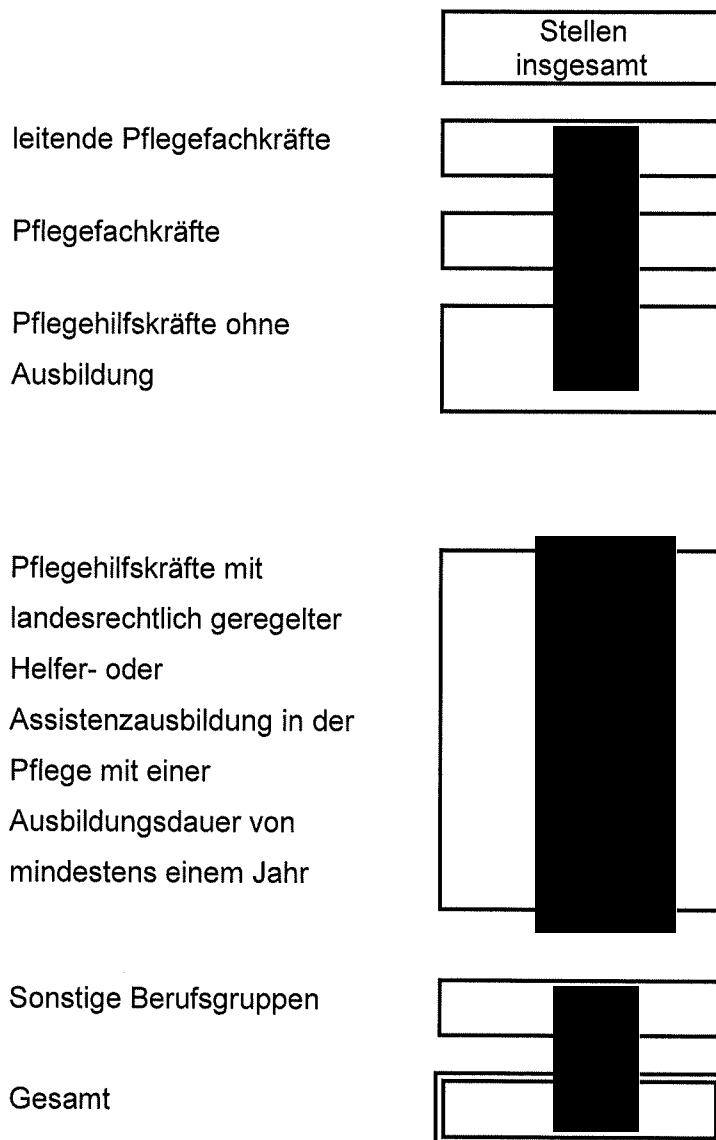 Stellen
insgesamt
leitende Pflegefachkräfte
Pflegefachkräfte
Pflegehilfskräfte ohne
Ausbildung
Pflegehilfskräfte mit
landesrechtlich geregelter
Helfer- oder
Assistenzausbildung in der
Pflege mit einer
Ausbildungsdauer von
mindestens einem Jahr
Sonstige Berufsgruppen
Gesamt